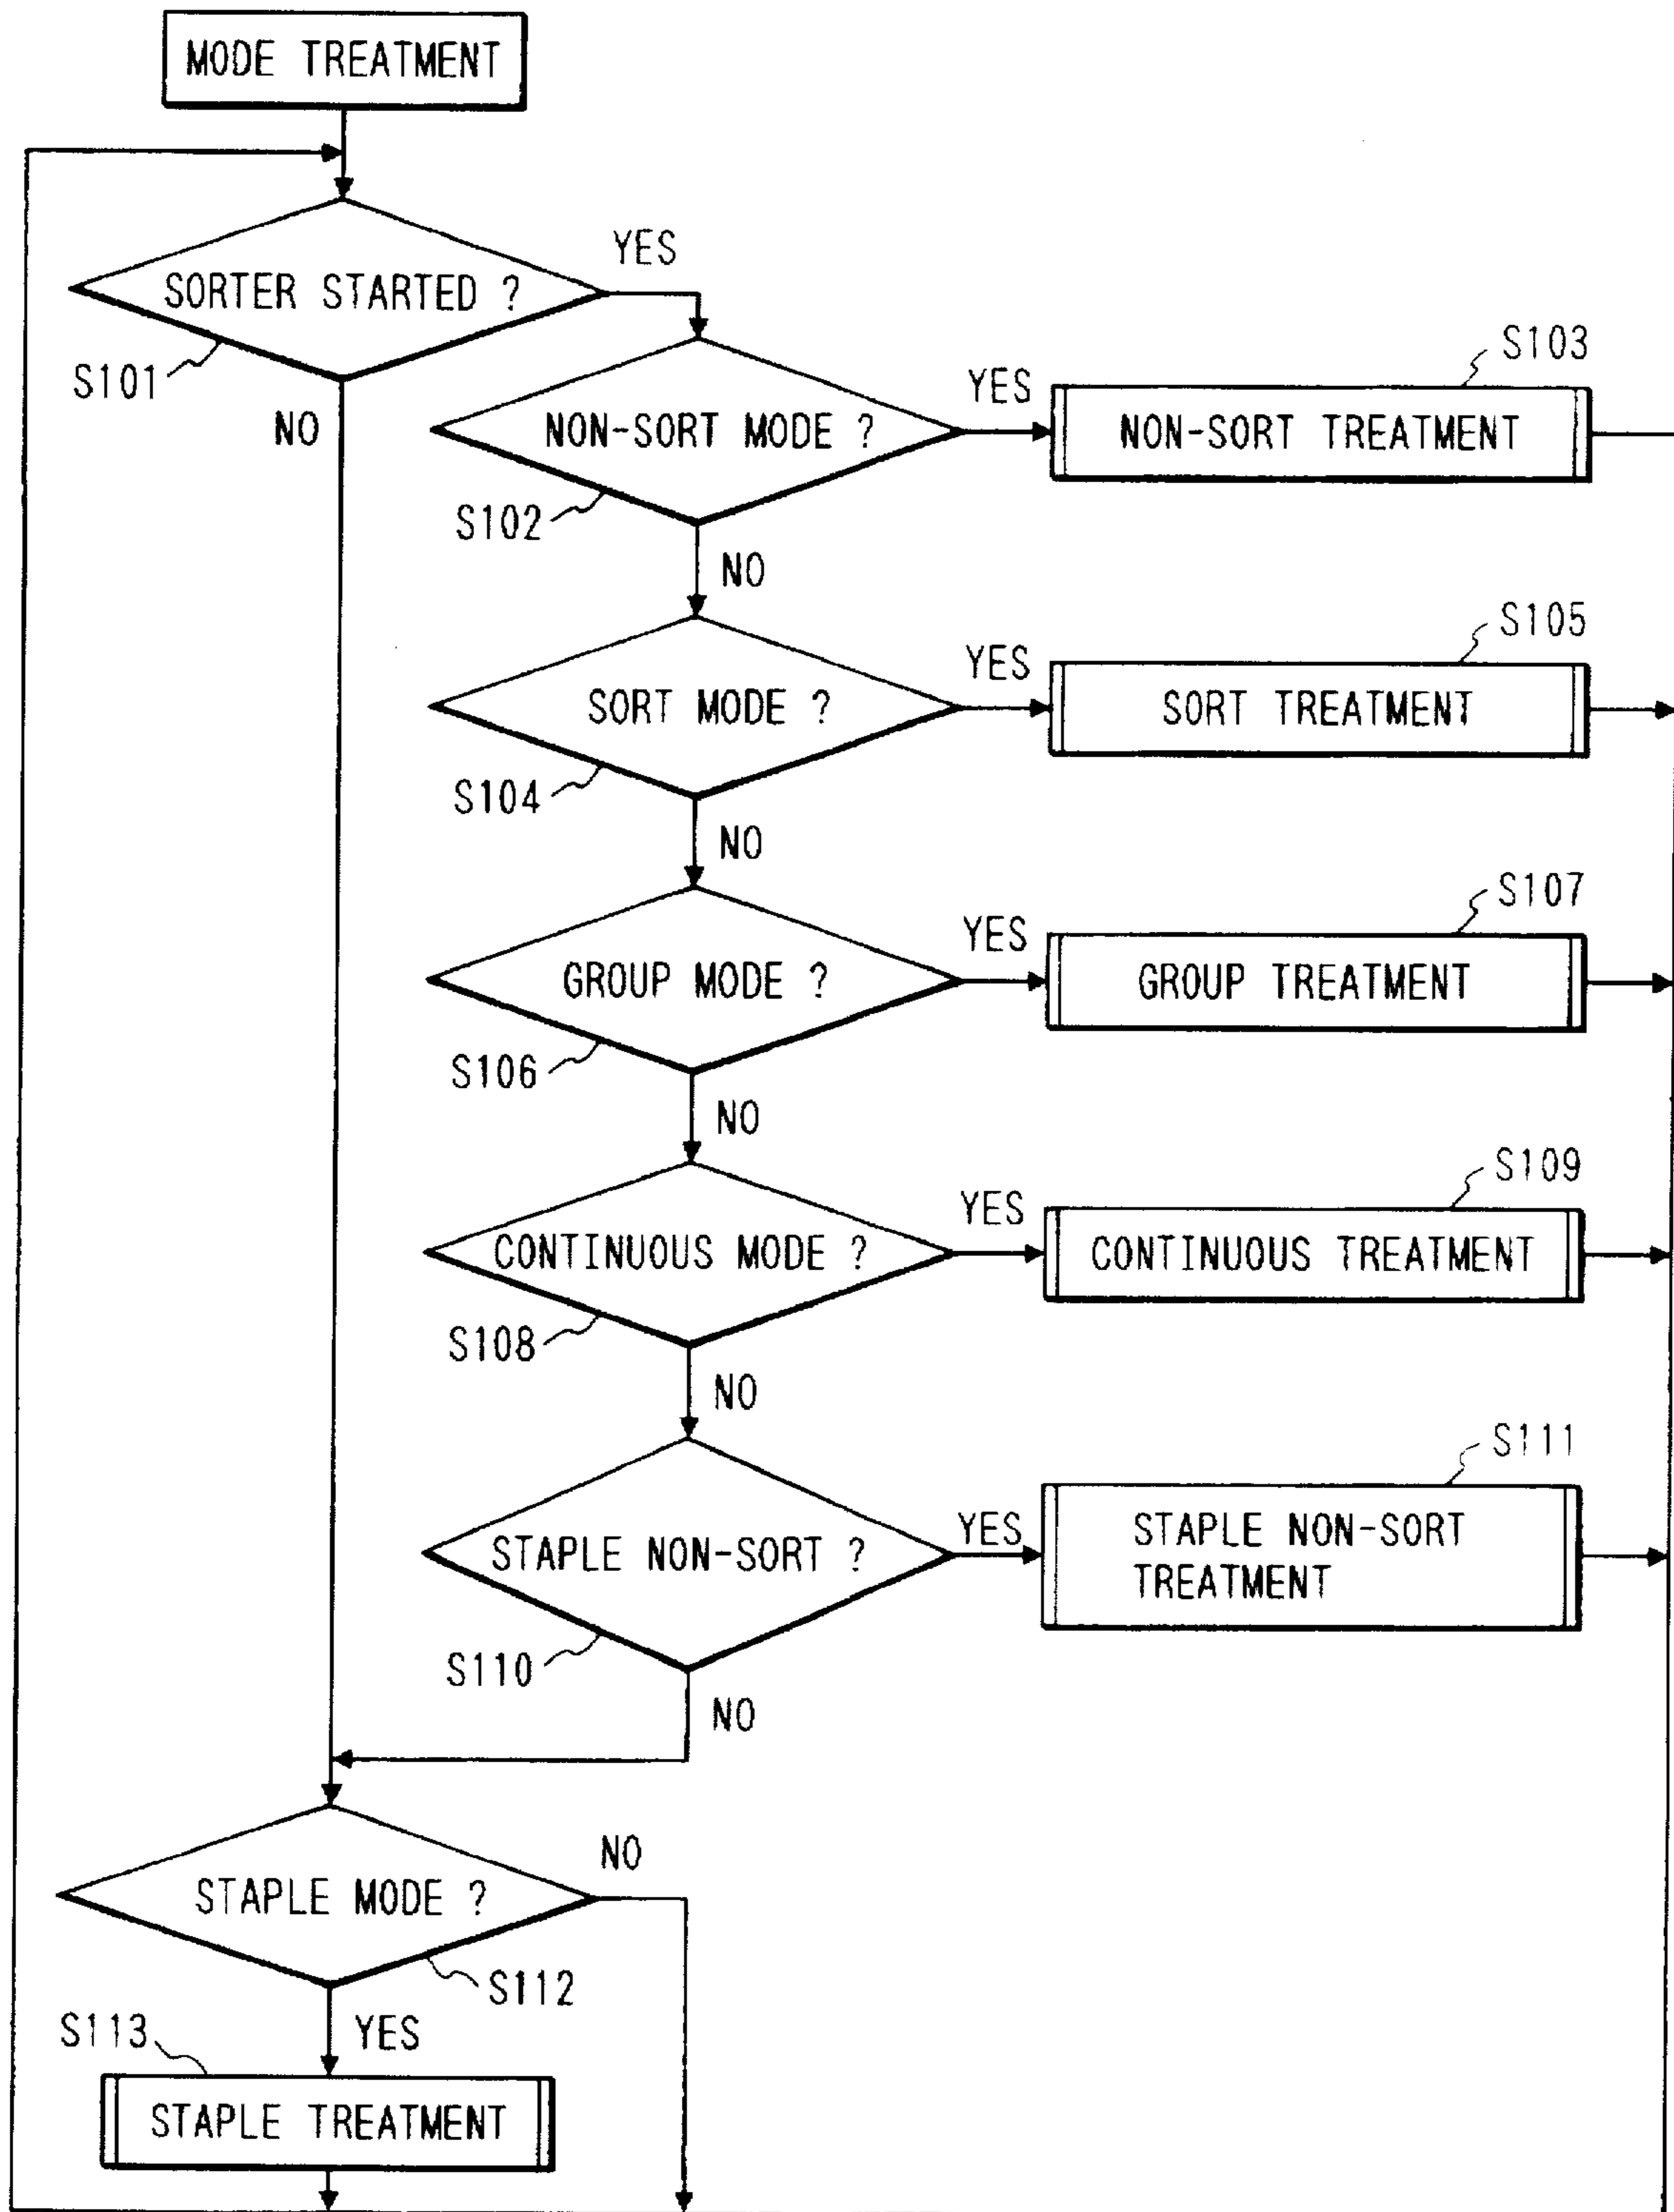 MODE TREATMENT
SORTER STARTED ?
YES
S101
NO
NON-SORT MODE ?
YES
S103
NON-SORT TREATMENT
S102
NO
SORT MODE ?
YES
S105
SORT TREATMENT
S104
NO
GROUP MODE ?
YES
S107
GROUP TREATMENT
S106
NO
CONTINUOUS MODE ?
YES
S109
CONTINUOUS TREATMENT
S108
NO
STAPLE NON-SORT ?
YES
S111
STAPLE NON-SORT
TREATMENT
S110
NO
STAPLE MODE ?
NO
S112
S113
YES
STAPLE TREATMENT